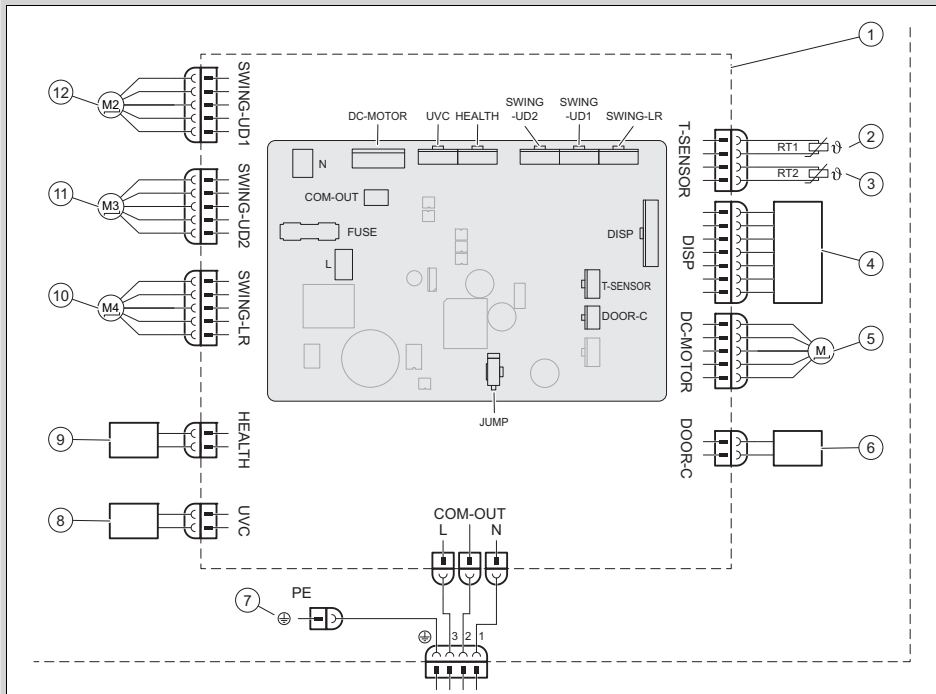 1
12
M2
SWING-UD1
DC-MOTOR
UVC
HEALTH
SWING
-UD2
SWING
-UD1
SWING-LR
T-SENSOR
RT1
ϑ
2
RT2
ϑ
3
N
COM-OUT
FUSE
L
DISP
T-SENSOR
DOOR-C
JUMP
11
M3
SWING-UD2
DISP
4
10
M4
SWING-LR
DC-MOTOR
M
5
9
HEALTH
DOOR-C
6
8
UVC
COM-OUT
L
N
7
PE
3
2
1